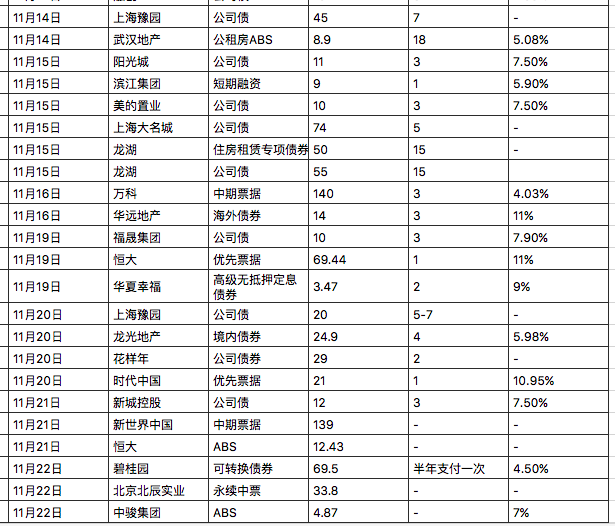 11月14日 上海豫园 公司债 45 7 -
11月14日 武汉地产 公租房ABS 8.9 18 5.08%
11月15日 阳光城 公司债 11 3 7.50%
11月15日 滨江集团 短期融资 9 1 5.90%
11月15日 美的置业 公司债 10 3 7.50%
11月15日 上海大名城 公司债 74 5 -
11月15日 龙湖 住房租赁专项债券 50 15 -
11月15日 龙湖 公司债 55 15
11月16日 万科 中期票据 140 3 4.03%
11月16日 华远地产 海外债券 14 3 11%
11月19日 福晟集团 公司债 10 3 7.90%
11月19日 恒大 优先票据 69.44 1 11%
11月19日 华夏幸福 高级无抵押定息
债券 3.47 2 9%
11月20日 上海豫园 公司债 20 5-7 -
11月20日 龙光地产 境内债券 24.9 4 5.98%
11月20日 花样年 公司债券 29 2 -
11月20日 时代中国 优先票据 21 1 10.95%
11月21日 新城控股 公司债 12 3 7.50%
11月21日 新世界中国 中期票据 139 - -
11月21日 恒大 ABS 12.43 - -
11月22日 碧桂园 可转换债券 69.5 半年支付一次 4.50%
11月22日 北京北辰实业 永续中票 33.8 - -
11月22日 中骏集团 ABS 4.87 - 7%